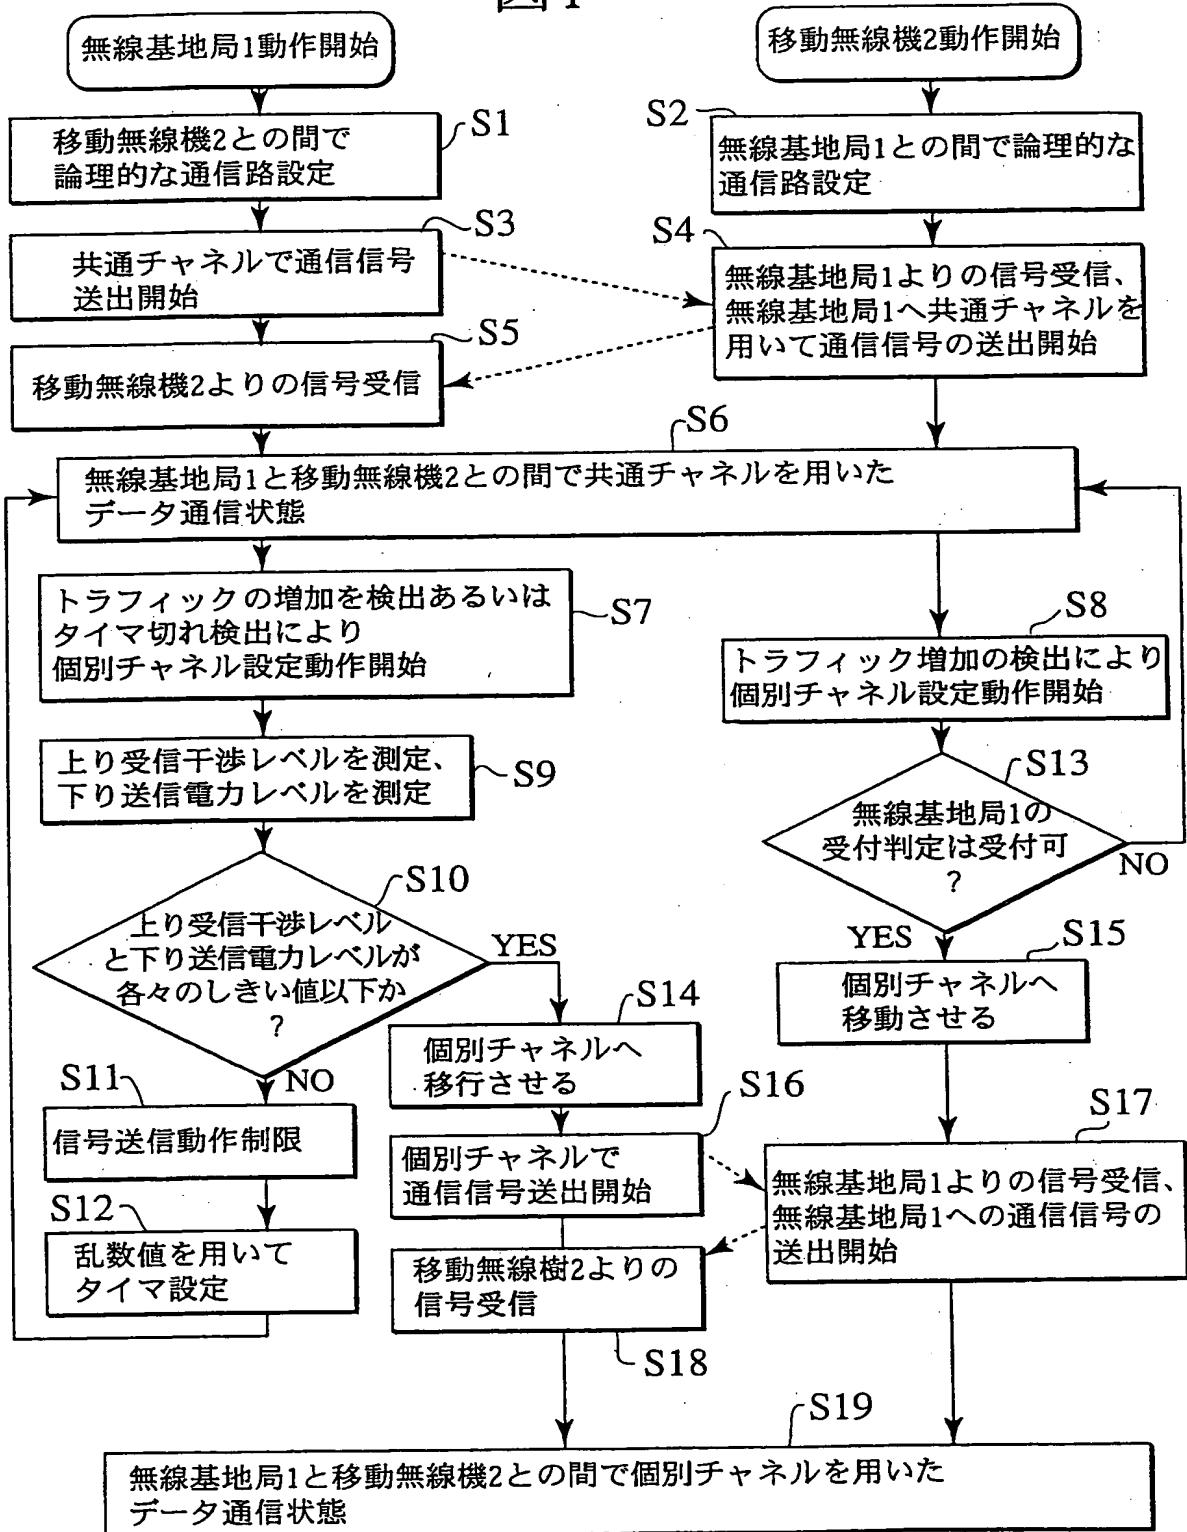 無線基地局1動作開始
移動無線機2動作開始
S1
移動無線機2との間で
論理的な通信路設定
S2
無線基地局1との間で論理的な
通信路設定
S3
共通チャネルで通信信号
送出開始
S4
無線基地局1よりの信号受信、
無線基地局1へ共通チャネルを
用いて通信信号の送出開始
S5
移動無線機2よりの信号受信
S6
無線基地局1と移動無線機2との間で共通チャネルを用いた
データ通信状態
S7
トラフィックの増加を検出あるいは
タイマ切れ検出により
個別チャネル設定動作開始
S8
トラフィック増加の検出により
個別チャネル設定動作開始
S9
上り受信干渉レベルを測定、
下り送信電力レベルを測定
S13
無線基地局1の
受付判定は受付可
?
NO
YES
S10
上り受信干渉レベル
と下り送信電力レベルが
各々のしきい値以下か
?
YES
NO
S11
信号送信動作制限
S12
乱数値を用いて
タイマ設定
S14
個別チャネルへ
移行させる
S15
個別チャネルへ
移動させる
S16
個別チャネルで
通信信号送出開始
S17
無線基地局1よりの信号受信、
無線基地局1への通信信号の
送出開始
移動無線樹2よりの
信号受信
S18
S19
無線基地局1と移動無線機2との間で個別チャネルを用いた
データ通信状態